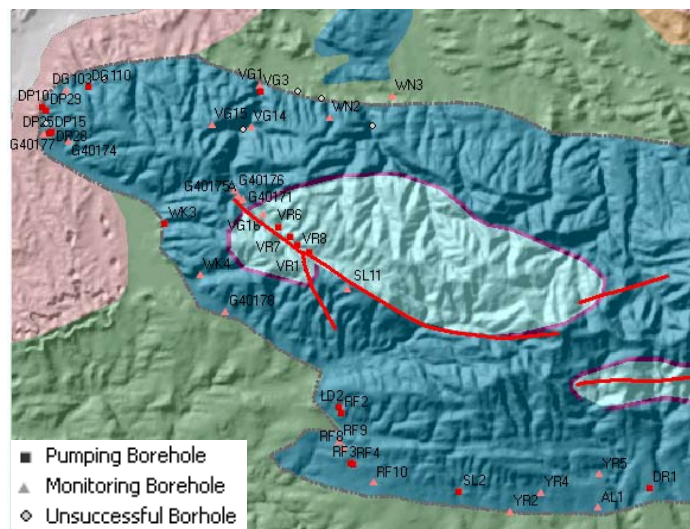 DG103
DG110
VG1
VG3
WN3
DP10
DP29
VG15
VG14
WN2
DP25
DP15
DP28
G40177
G40174
G40175A
G40176
G40171
WK3
VG16
VR6
VR7
VR8
VR1
WK4
SL11
G40178
LD2
RF2
RF8
RF9
RF3
RF4
RF10
SL2
YR4
YR5
DR1
YR2
AL1
Pumping Borehole
Monitoring Borehole
Unsuccessful Borhole